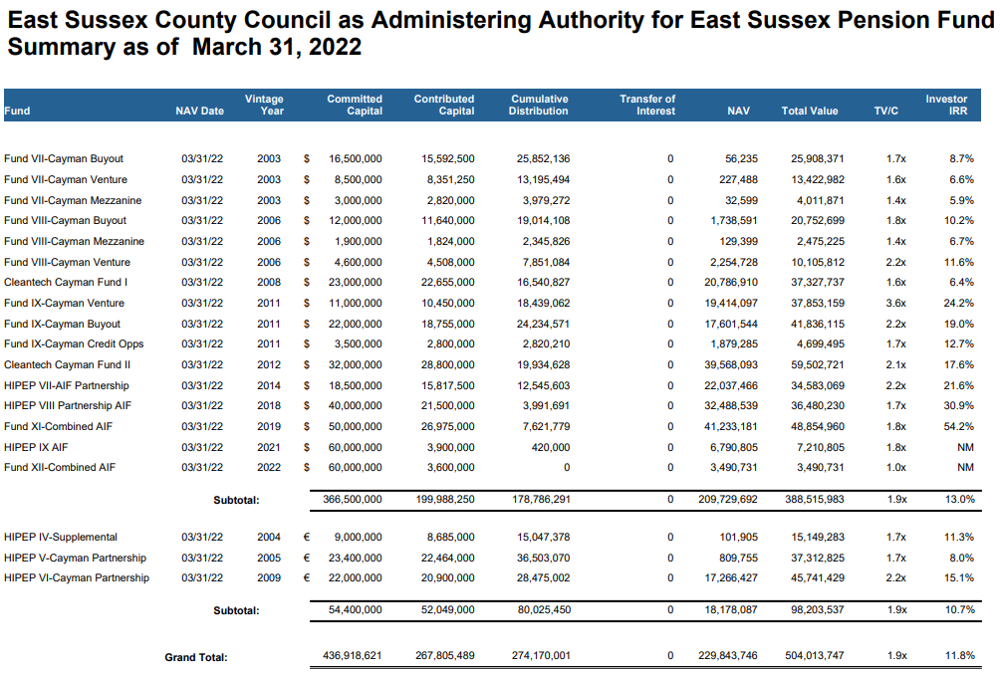 East Sussex County Council as Administering Authority for East Sussex Pension Fund
Summary as of March 31, 2022
Fund NAV Date Vintage Year Committed Capital Contributed Capital Cumulative Distribution Transfer of Interest NAV Total Value TV/C Investor IRR
Fund VII-Cayman Buyout 03/31/22 2003 $ 16,500,000 15,592,500 25,852,136 0 56,235 25,908,371 1.7x 8.7%
Fund VII-Cayman Venture 03/31/22 2003 $ 8,500,000 8,351,250 13,195,494 0 227,488 13,422,982 1.6x 6.6%
Fund VII-Cayman Mezzanine 03/31/22 2003 $ 3,000,000 2,820,000 3,979,272 0 32,599 4,011,871 1.4x 5.9%
Fund VIII-Cayman Buyout 03/31/22 2006 $ 12,000,000 11,640,000 19,014,108 0 1,738,591 20,752,699 1.8x 10.2%
Fund VIII-Cayman Mezzanine 03/31/22 2006 $ 1,900,000 1,824,000 2,345,826 0 129,399 2,475,225 1.4x 6.7%
Fund VIII-Cayman Venture 03/31/22 2006 $ 4,600,000 4,508,000 7,851,084 0 2,254,728 10,105,812 2.2x 11.6%
Cleantech Cayman Fund I 03/31/22 2008 $ 23,000,000 22,655,000 16,540,827 0 20,786,910 37,327,737 1.6x 6.4%
Fund IX-Cayman Venture 03/31/22 2011 $ 11,000,000 10,450,000 18,439,062 0 19,414,097 37,853,159 3.6x 24.2%
Fund IX-Cayman Buyout 03/31/22 2011 $ 22,000,000 18,755,000 24,234,571 0 17,601,544 41,836,115 2.2x 19.0%
Fund IX-Cayman Credit Opps 03/31/22 2011 $ 3,500,000 2,800,000 2,820,210 0 1,879,285 4,699,495 1.7x 12.7%
Cleantech Cayman Fund II 03/31/22 2012 $ 32,000,000 28,800,000 19,934,628 0 39,568,093 59,502,721 2.1x 17.6%
HIPEP VII-AIF Partnership 03/31/22 2014 $ 18,500,000 15,817,500 12,545,603 0 22,037,466 34,583,069 2.2x 21.6%
HIPEP VIII Partnership AIF 03/31/22 2018 $ 40,000,000 21,500,000 3,991,691 0 32,488,539 36,480,230 1.7x 30.9%
Fund XI-Combined AIF 03/31/22 2019 $ 50,000,000 26,975,000 7,621,779 0 41,233,181 48,854,960 1.8x 54.2%
HIPEP IX AIF 03/31/22 2021 $ 60,000,000 3,900,000 420,000 0 6,790,805 7,210,805 1.8x NM
Fund XII-Combined AIF 03/31/22 2022 $ 60,000,000 3,600,000 0 0 3,490,731 3,490,731 1.0x NM
Subtotal: 366,500,000 199,988,250 178,786,291 0 209,729,692 388,515,983 1.9x 13.0%
HIPEP IV-Supplemental 03/31/22 2004 € 9,000,000 8,685,000 15,047,378 0 101,905 15,149,283 1.7x 11.3%
HIPEP V-Cayman Partnership 03/31/22 2005 € 23,400,000 22,464,000 36,503,070 0 809,755 37,312,825 1.7x 8.0%
HIPEP VI-Cayman Partnership 03/31/22 2009 € 22,000,000 20,900,000 28,475,002 0 17,266,427 45,741,429 2.2x 15.1%
Subtotal: 54,400,000 52,049,000 80,025,450 0 18,178,087 98,203,537 1.9x 10.7%
Grand Total: 436,918,621 267,805,489 274,170,001 0 229,843,746 504,013,747 1.9x 11.8%